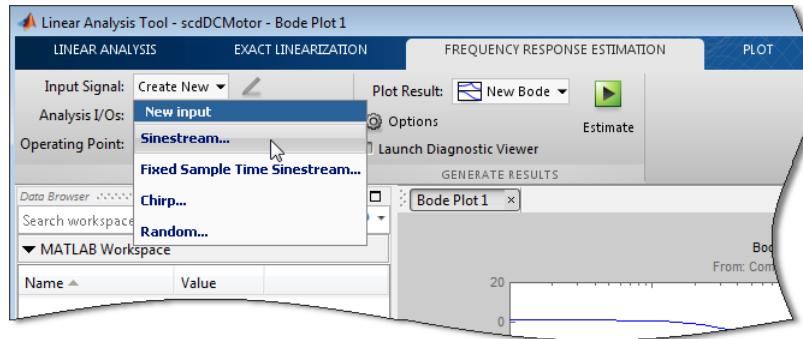 Linear Analysis Tool - scdDCMotor - Bode Plot 1
LINEAR ANALYSIS EXACT LINEARIZATION FREQUENCY RESPONSE ESTIMATION PLOT
Input Signal: Create New Plot Result: New Bode
Analysis I/Os: New input Options Estimate
Operating Point: Sinestream... Launch Diagnostic Viewer
Fixed Sample Time Sinestream... GENERATE RESULTS
Data Browser Chirp... Bode Plot 1 ×
Search workspace Random...
MATLAB Workspace
Name Value
From:
20
0